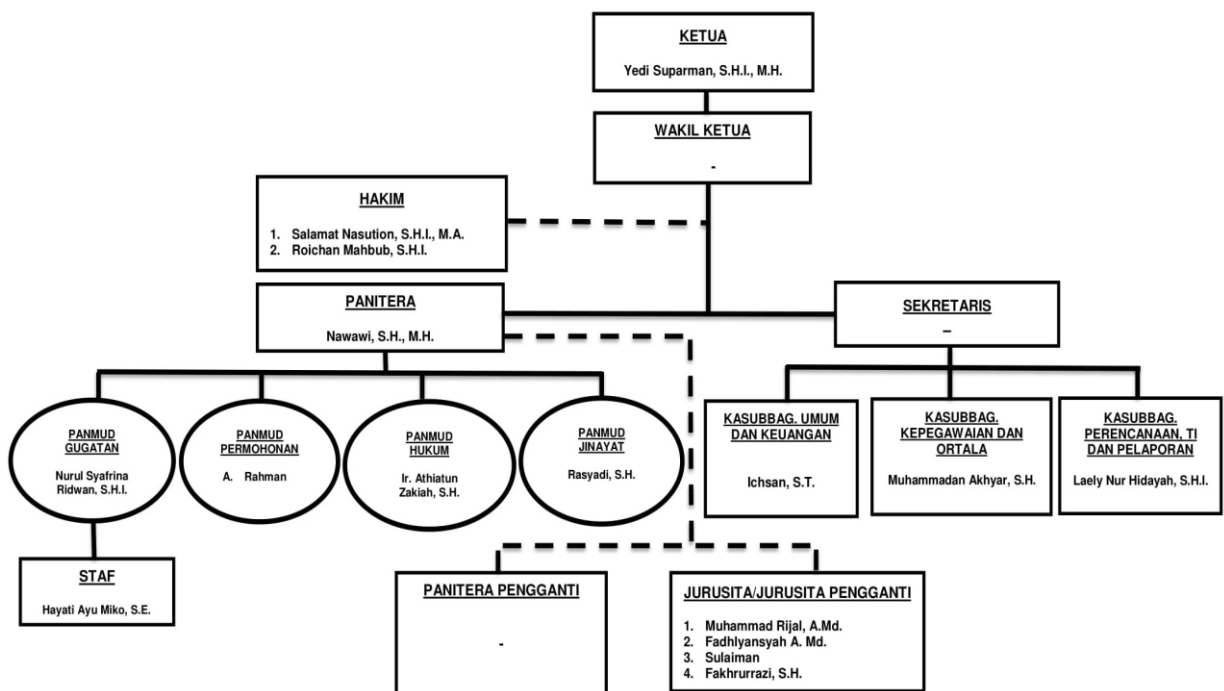 KETUA
Yedi Suparman, S.H.I., M.H.
WAKIL KETUA
-
HAKIM
1. Salamat Nasution, S.H.I., M.A.
2. Roichan Mahbub, S.H.I.
PANITERA
Nawawi, S.H., M.H.
SEKRETARIS
–
PANMUD
GUGATAN
Nurul Syafrina
Ridwan, S.H.I.
PANMUD
PERMOHONAN
A. Rahman
PANMUD
HUKUM
Ir. Athiatun
Zakiah, S.H.
PANMUD
JINAYAT
Rasyadi, S.H.
KASUBBAG. UMUM
DAN KEUANGAN
Ichsan, S.T.
KASUBBAG.
KEPEGAWAIAN DAN
ORTALA
Muhammadan Akhyar, S.H.
KASUBBAG.
PERENCANAAN, TI
DAN PELAPORAN
Laely Nur Hidayah, S.H.I.
STAF
Hayati Ayu Miko, S.E.
PANITERA PENGGANTI
-
JURUSITA/JURUSITA PENGGANTI
1. Muhammad Rijal, A.Md.
2. Fadhlyansyah A. Md.
3. Sulaiman
4. Fakhrurrazi, S.H.